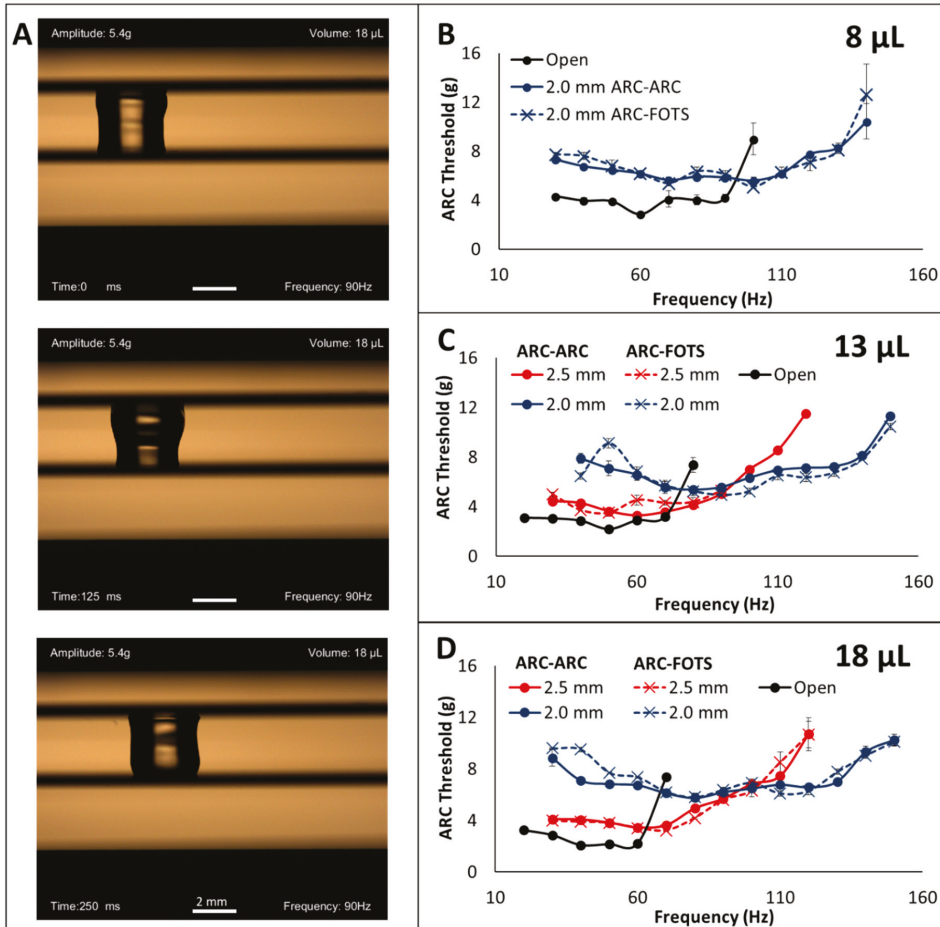 A
Amplitude: 5.4g Volume: 18 µL
Time:0 ms Frequency: 90Hz
Amplitude: 5.4g Volume: 18 µL
Time:125 ms Frequency: 90Hz
Amplitude: 5.4g Volume: 18 µL
2 mm
Time:250 ms Frequency: 90Hz
B
8 µL
Open
2.0 mm ARC-ARC
2.0 mm ARC-FOTS
ARC Threshold (g)
16
12
8
4
0
10 60 110 160
Frequency (Hz)
C
13 µL
ARC-ARC ARC-FOTS
2.5 mm 2.5 mm Open
2.0 mm 2.0 mm
ARC Threshold (g)
16
12
8
4
0
10 60 110 160
Frequency (Hz)
D
18 µL
ARC-ARC ARC-FOTS
2.5 mm 2.5 mm Open
2.0 mm 2.0 mm
ARC Threshold (g)
16
12
8
4
0
10 60 110 160
Frequency (Hz)